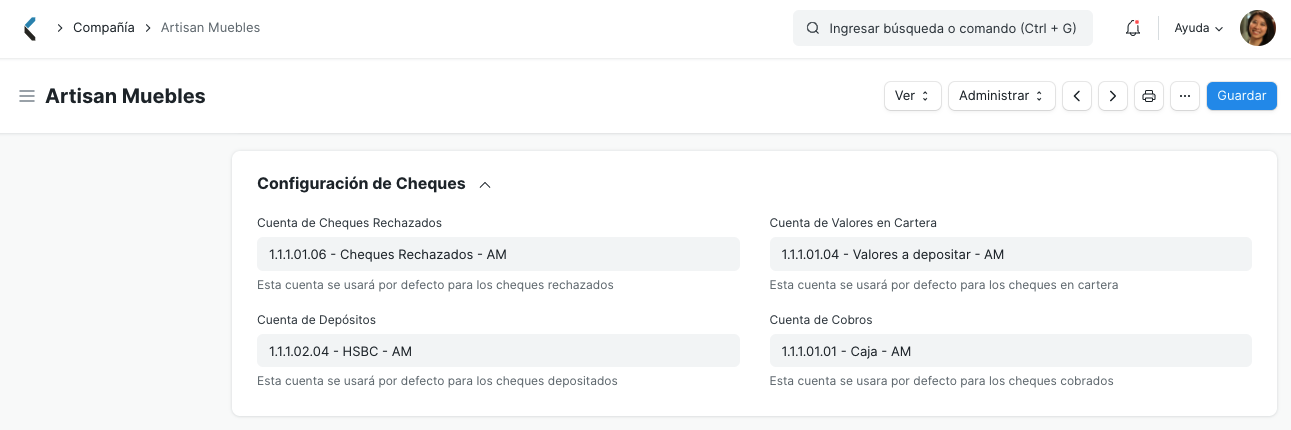 Compañía Artisan Muebles
Ingresar búsqueda o comando (Ctrl + G)
Ayuda
Artisan Muebles
Ver
Administrar
Guardar
Configuración de Cheques
Cuenta de Cheques Rechazados
1.1.1.01.06 - Cheques Rechazados - AM
Esta cuenta se usará por defecto para los cheques rechazados
Cuenta de Valores en Cartera
1.1.1.01.04 - Valores a depositar - AM
Esta cuenta se usará por defecto para los cheques en cartera
Cuenta de Depósitos
1.1.1.02.04 - HSBC - AM
Esta cuenta se usará por defecto para los cheques depositados
Cuenta de Cobros
1.1.1.01.01 - Caja - AM
Esta cuenta se usara por defecto para los cheques cobrados